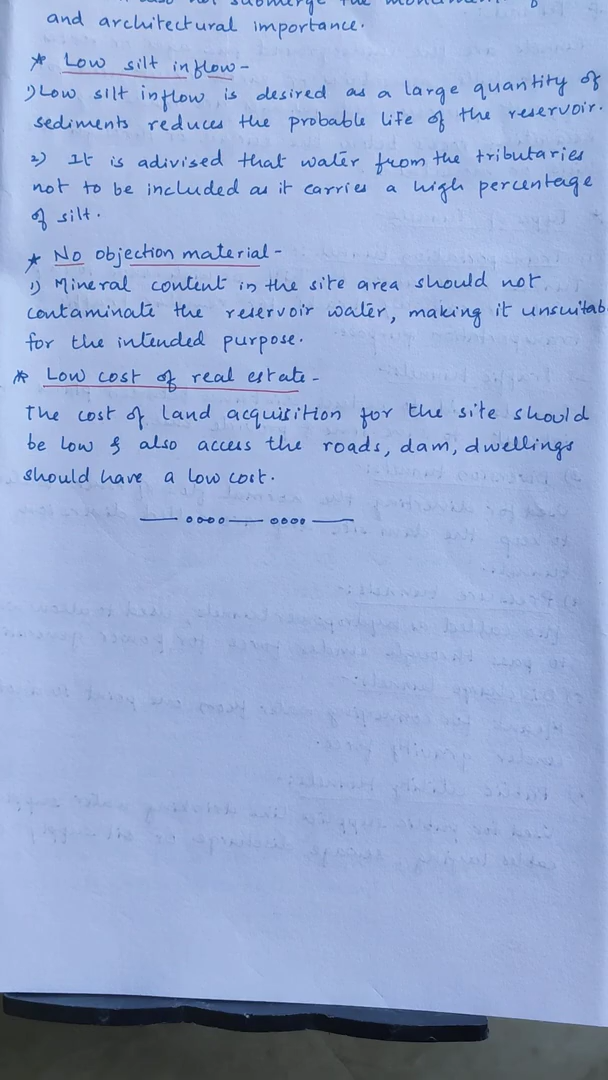 also not submerge the
and architectural importance.
* Low silt inflow -
1) Low silt inflow is desired as a large quantity of
sediments reduces the probable life of the reservoir.
2) It is adivised that water from the tributaries
not to be included as it carries a high percentage
of silt.
* No objection material -
1) Mineral content in the site area should not
contaminate the reservoir water, making it unsuitab
for the intended purpose.
* Low cost of real estate -
The cost of land acquisition for the site should
be low & also access the roads, dam, dwellings
should have a low cost.